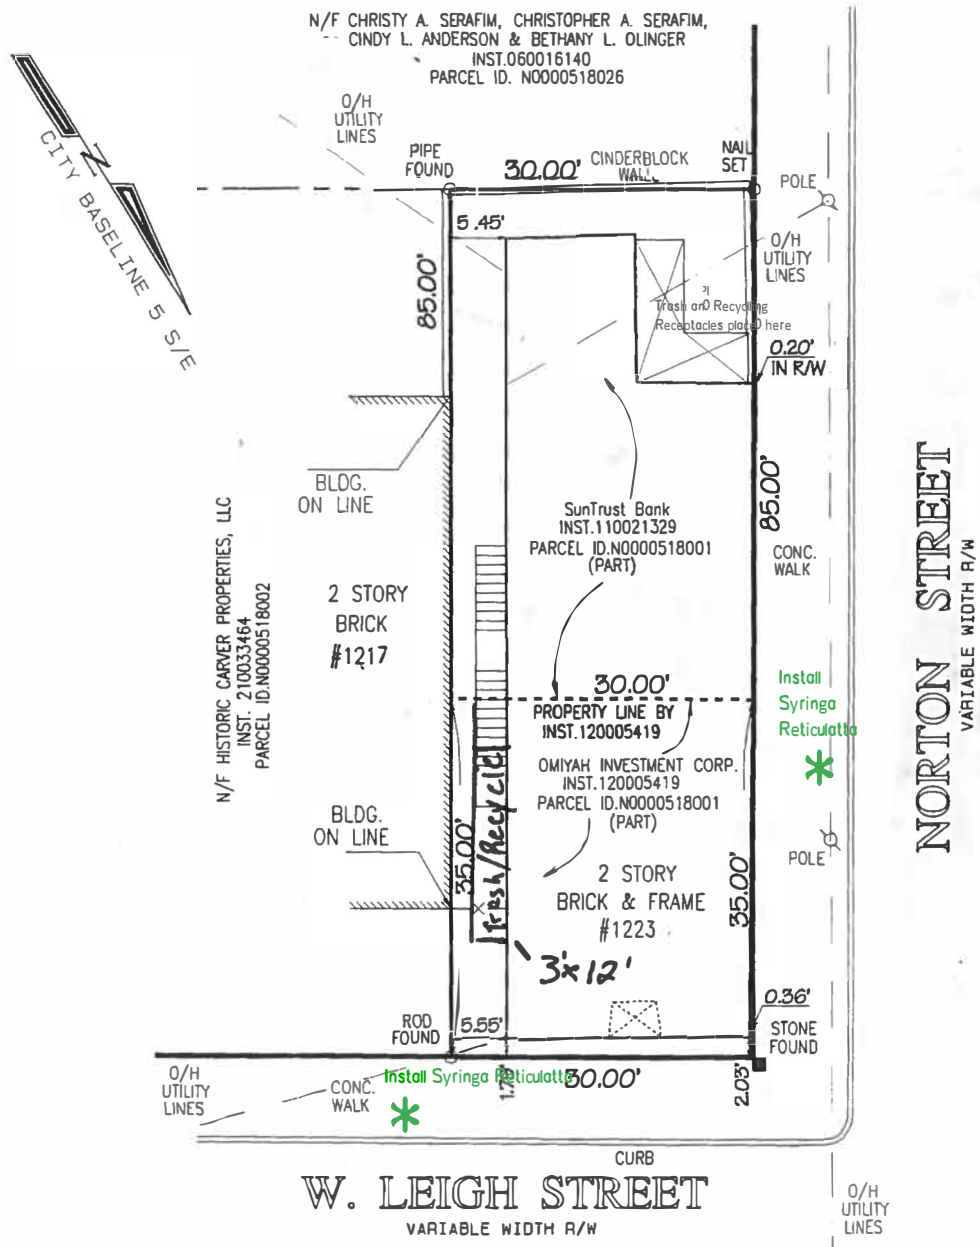 N/F CHRISTY A. SERAFIM, CHRISTOPHER A. SERAFIM,
CINDY L. ANDERSON & BETHANY L. OLINGER
INST.060016140
PARCEL ID. N0000518026
CITY BASELINE 5 S/E
N
O/H
UTILITY
LINES
PIPE
FOUND
30.00'
CINDERBLOCK
WALL
NAIL
SET
POLE
5.45'
O/H
UTILITY
LINES
85.00'
Trash and Recycling
Receptacles placed here
0.20'
IN R/W
BLDG.
ON LINE
SunTrust Bank
INST.110021329
PARCEL ID.N0000518001
(PART)
85.00'
CONC.
WALK
NORTON STREET
VARIABLE WIDTH R/W
N/F HISTORIC CARVER PROPERTIES, LLC
INST. 210033464
PARCEL ID.N0000518002
2 STORY
BRICK
#1217
30.00'
PROPERTY LINE BY
INST.120005419
Install
Syringa
Reticulatta
OMIYAH INVESTMENT CORP.
INST.120005419
PARCEL ID.N0000518001
(PART)
BLDG.
ON LINE
35.00'
Trash/Recycle
POLE
2 STORY
BRICK & FRAME
#1223
35.00'
3'x12'
0.36'
ROD
FOUND
5.55'
STONE
FOUND
O/H
UTILITY
LINES
CONC.
WALK
Install Syringa Reticulatta
30.00'
2.03'
CURB
W. LEIGH STREET
VARIABLE WIDTH R/W
O/H
UTILITY
LINES